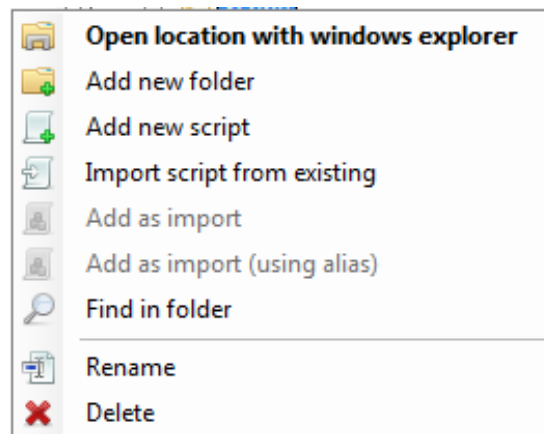 Open location with windows explorer
Add new folder
Add new script
Import script from existing
Add as import
Add as import (using alias)
Find in folder
Rename
Delete